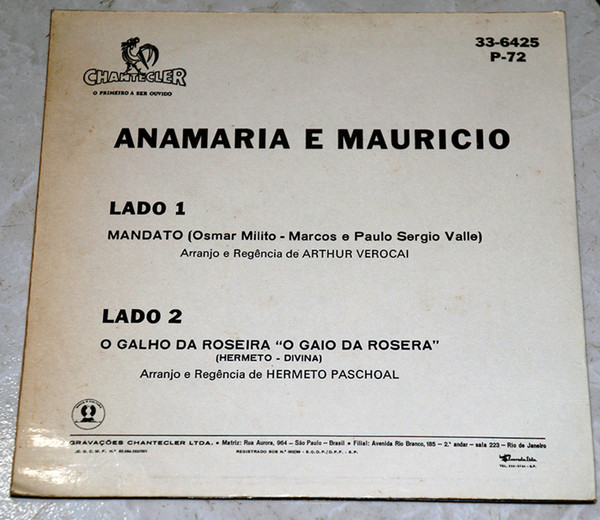 33-6425
P-72
CHANTECLER
O PRIMEIRO A SER OUVIDO
ANAMARIA E MAURICIO
LADO 1
MANDATO (Osmar Milito - Marcos e Paulo Sergio Valle)
Arranjo e Regência de ARTHUR VEROCAI
LADO 2
O GALHO DA ROSEIRA “O GAIO DA ROSERA”
(HERMETO - DIVINA)
Arranjo e Regência de HERMETO PASCHOAL
GRAVAÇÕES CHANTECLER LTDA. • Matriz: Rua Aurora, 964 – São Paulo – Brasil • Filial: Avenida Rio Branco, 185 – 2.º andar – sala 223 – Rio de Janeiro
REGISTRADO SOB N.º